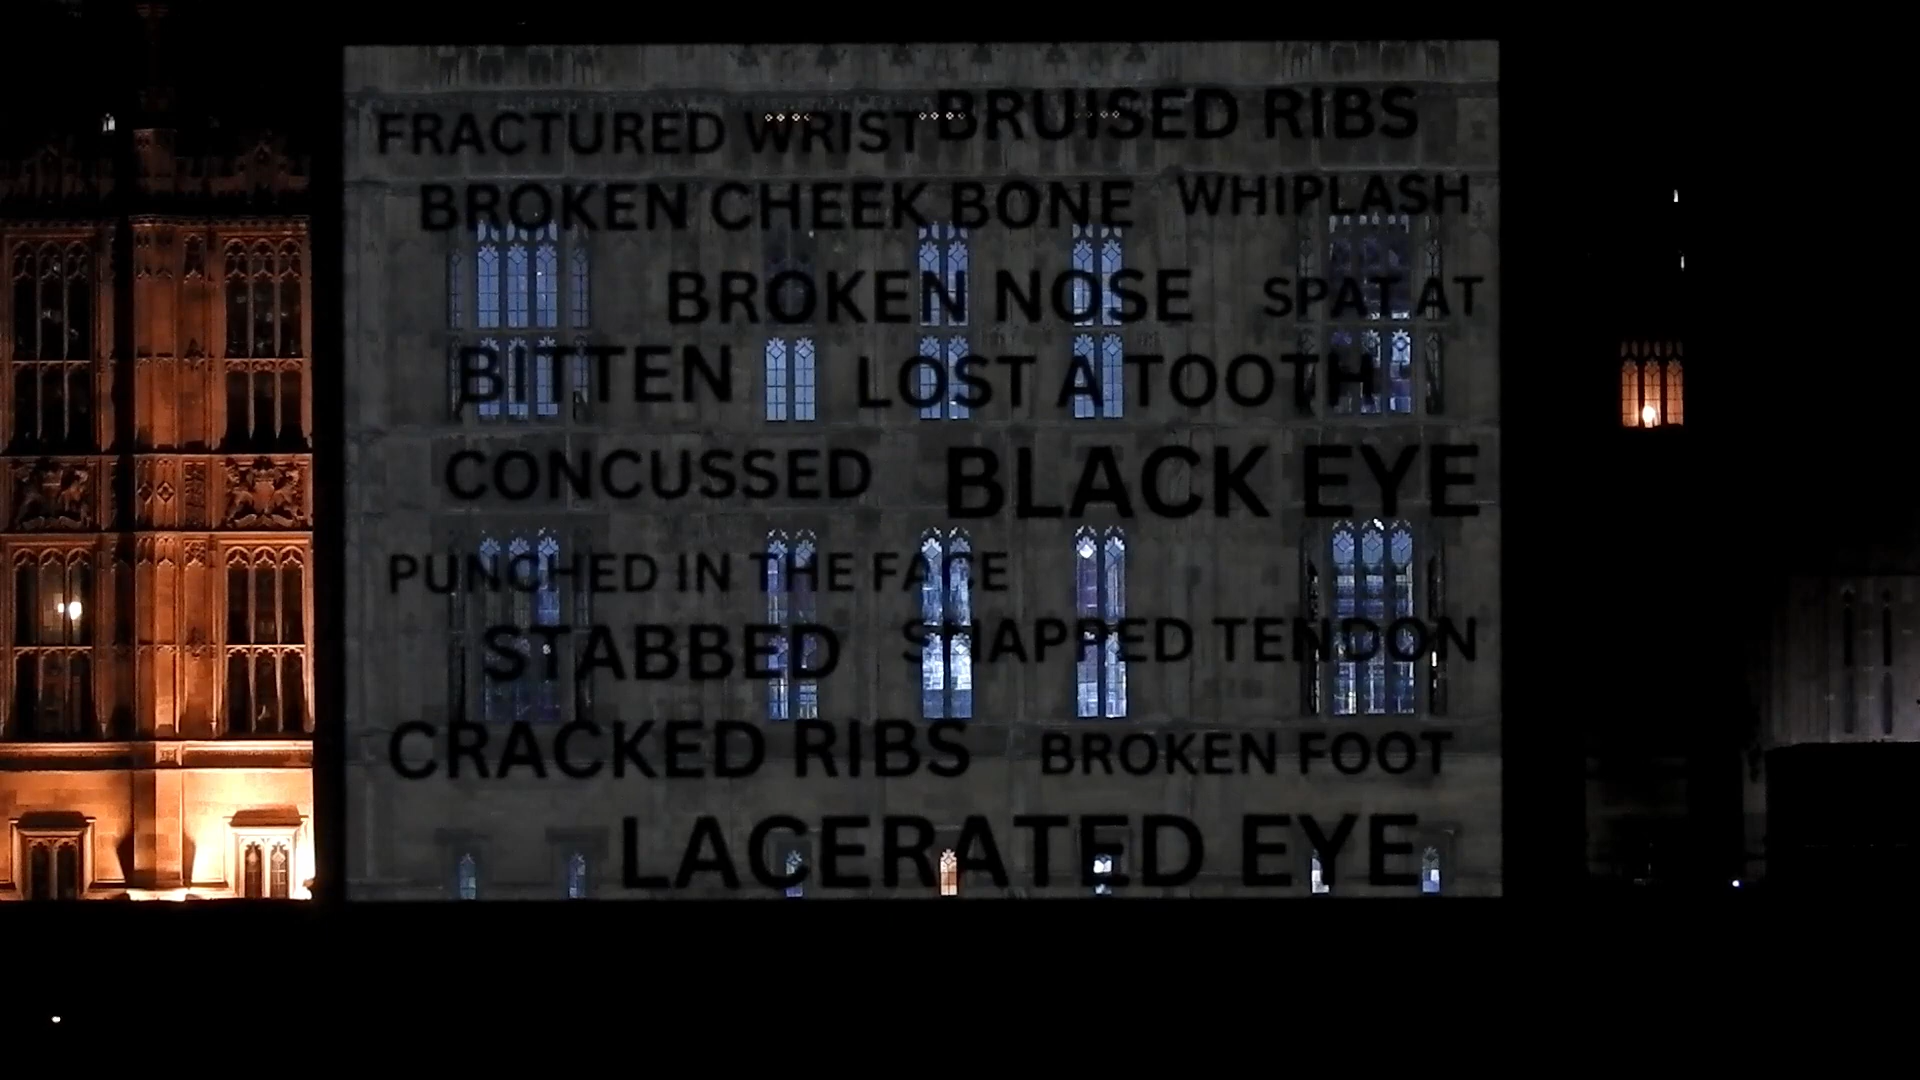 FRACTURED WRIST BRUISED RIBS
BROKEN CHEEK BONE WHIPLASH
BROKEN NOSE SPAT AT
BITTEN LOST A TOOTH
CONCUSSED BLACK EYE
PUNCHED IN THE FACE
STABBED SNAPPED TENDON
CRACKED RIBS BROKEN FOOT
LACERATED EYE